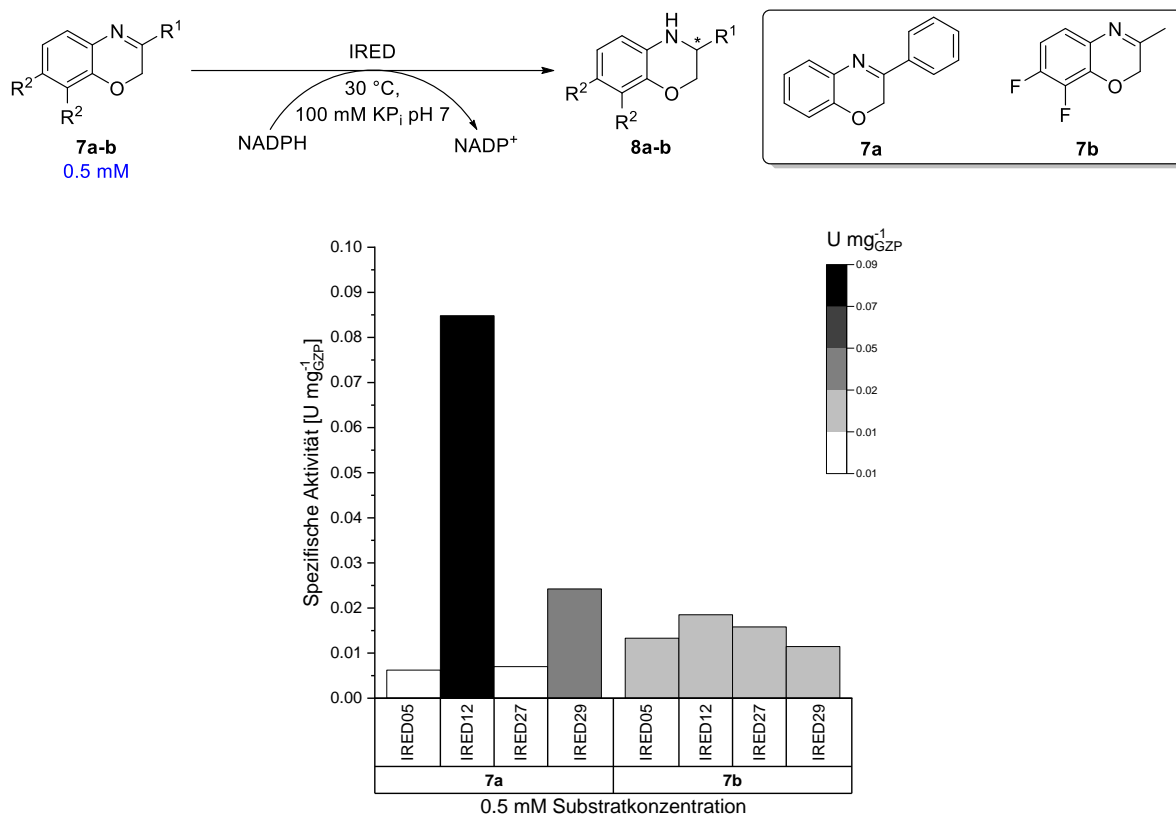 N R¹
R² O
R²
7a-b
0.5 mM
IRED
30 °C,
100 mM KPi pH 7
NADPH NADP⁺
H
N * R¹
R² O
R²
8a-b
N
O
7a
N
F O
F
7b
U mg⁻¹GZP
0.09
0.07
0.05
0.02
0.01
0.01
Spezifische Aktivität [U mg⁻¹GZP]
0.10
0.09
0.08
0.07
0.06
0.05
0.04
0.03
0.02
0.01
0.00
IRED05 IRED12 IRED27 IRED29 IRED05 IRED12 IRED27 IRED29
7a 7b
0.5 mM Substratkonzentration